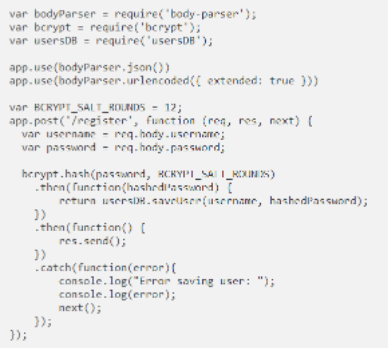 var bodyParser = require('body-parser');
var bcrypt = require('bcrypt');
var usersDB = require('usersDB');
app.use(bodyParser.json())
app.use(bodyParser.urlencoded({ extended: true }))
var BCRYPT_SALT_ROUNDS = 12;
app.post('/register', function (req, res, next) {
var username = req.body.username;
var password = req.body.password;
bcrypt.hash(password, BCRYPT_SALT_ROUNDS)
.then(function(hashedPassword) {
return usersDB.saveUser(username, hashedPassword);
})
.then(function() {
res.send();
})
.catch(function(error){
console.log("Error saving user: ");
console.log(error);
next();
});
});